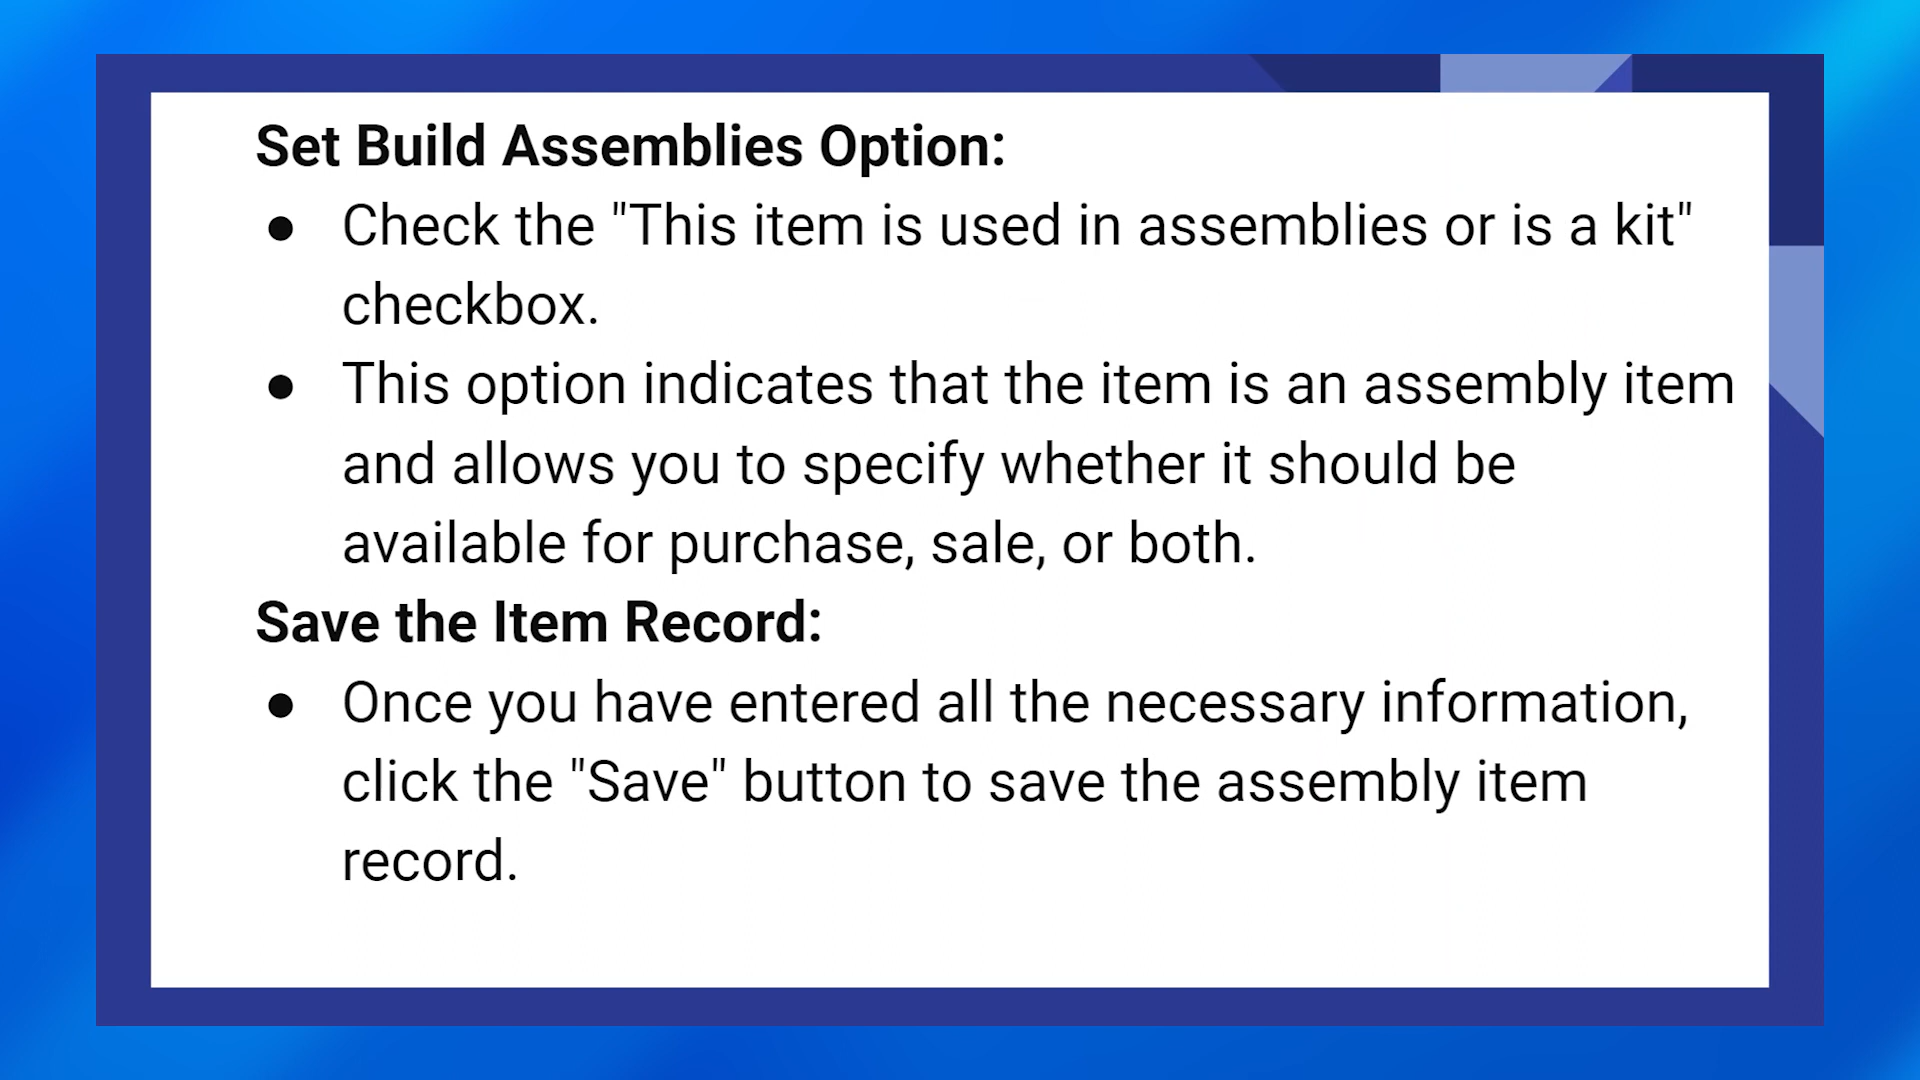 Set Build Assemblies Option:
● Check the "This item is used in assemblies or is a kit"
checkbox.
● This option indicates that the item is an assembly item
and allows you to specify whether it should be
available for purchase, sale, or both.
Save the Item Record:
● Once you have entered all the necessary information,
click the "Save" button to save the assembly item
record.